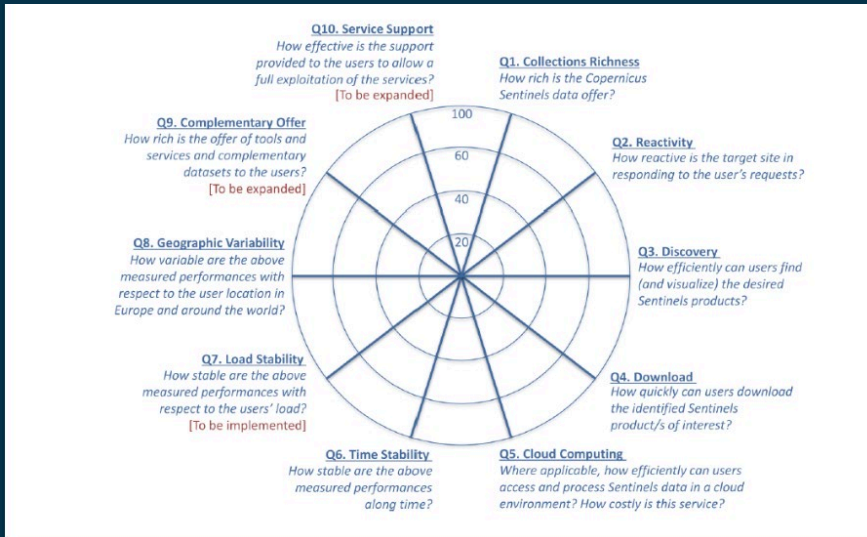 Q10. Service Support
How effective is the support
provided to the users to allow a
full exploitation of the services?
[To be expanded]
Q1. Collections Richness
How rich is the Copernicus
Sentinels data offer?
Q9. Complementary Offer
How rich is the offer of tools and
services and complementary
datasets to the users?
[To be expanded]
Q2. Reactivity
How reactive is the target site in
responding to the user's requests?
100
60
40
20
Q8. Geographic Variability
How variable are the above
measured performances with
respect to the user location in
Europe and around the world?
Q3. Discovery
How efficiently can users find
(and visualize) the desired
Sentinels products?
Q7. Load Stability
How stable are the above
measured performances with
respect to the users' load?
[To be implemented]
Q4. Download
How quickly can users download
the identified Sentinels
product/s of interest?
Q6. Time Stability
How stable are the above
measured performances
along time?
Q5. Cloud Computing
Where applicable, how efficiently can users
access and process Sentinels data in a cloud
environment? How costly is this service?